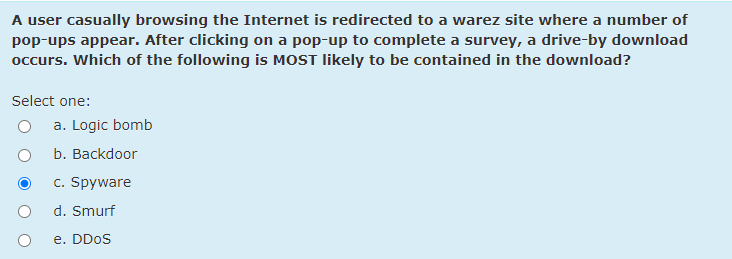 A user casually browsing the Internet is redirected to a warez site where a number of
pop-ups appear. After clicking on a pop-up to complete a survey, a drive-by download
occurs. Which of the following is MOST likely to be contained in the download?
Select one:
a. Logic bomb
b. Backdoor
c. Spyware
d. Smurf
e. DDoS